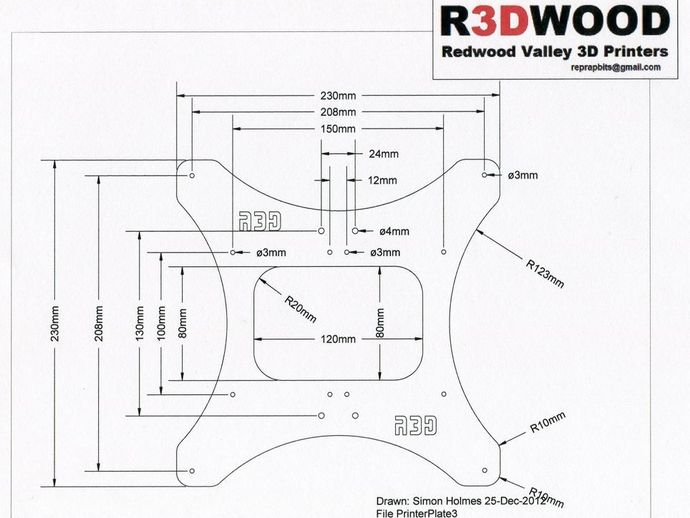 R3DWOOD
Redwood Valley 3D Printers
reprapbits@gmail.com
230mm
208mm
150mm
24mm
12mm
ø3mm
R3D
ø4mm
ø3mm
ø3mm
R123mm
R20mm
230mm
208mm
130mm
100mm
80mm
120mm
80mm
R3D
R10mm
R10mm
Drawn: Simon Holmes 25-Dec-2012
File PrinterPlate3